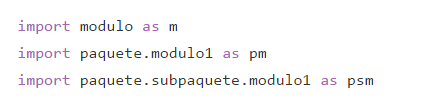 import modulo as m
import paquete.modulo1 as pm
import paquete.subpaquete.modulo1 as psm